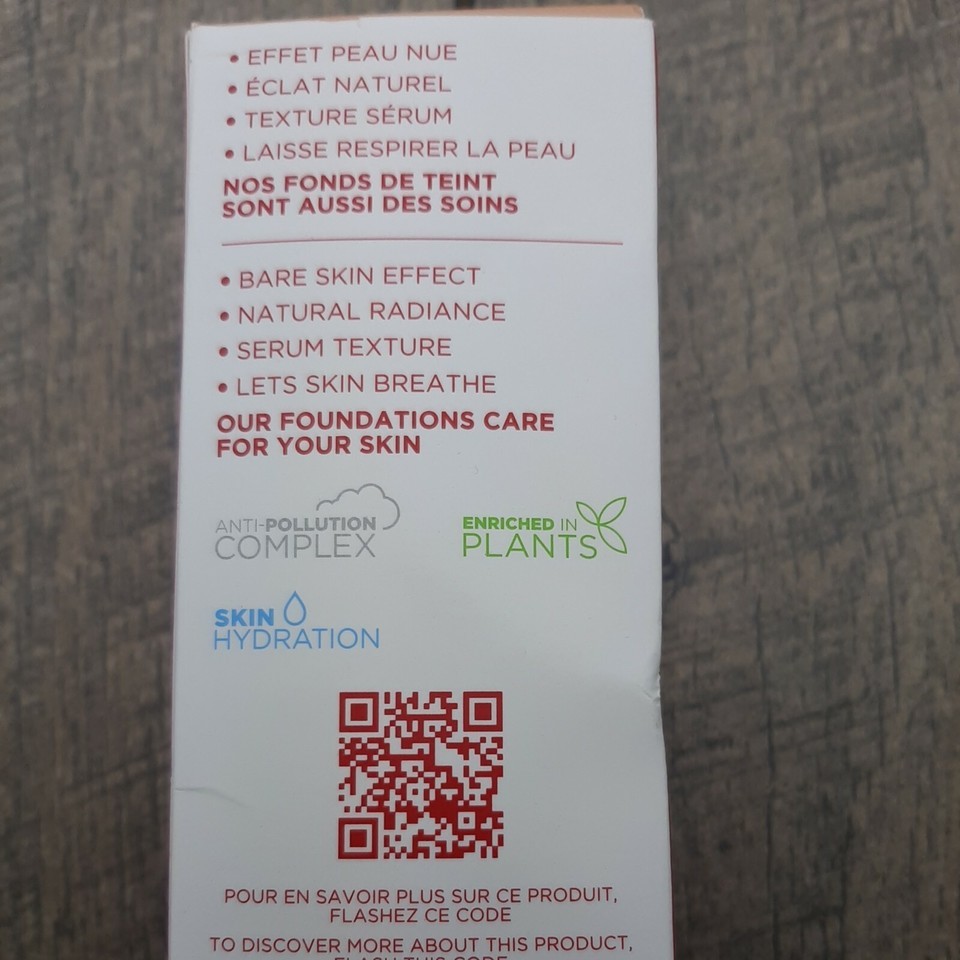 • EFFET PEAU NUE
• ÉCLAT NATUREL
• TEXTURE SÉRUM
• LAISSE RESPIRER LA PEAU
NOS FONDS DE TEINT
SONT AUSSI DES SOINS
• BARE SKIN EFFECT
• NATURAL RADIANCE
• SERUM TEXTURE
• LETS SKIN BREATHE
OUR FOUNDATIONS CARE
FOR YOUR SKIN
ANTI-POLLUTION
COMPLEX
ENRICHED IN
PLANTS
SKIN
HYDRATION
POUR EN SAVOIR PLUS SUR CE PRODUIT,
FLASHEZ CE CODE
TO DISCOVER MORE ABOUT THIS PRODUCT,
FLASH THIS CODE